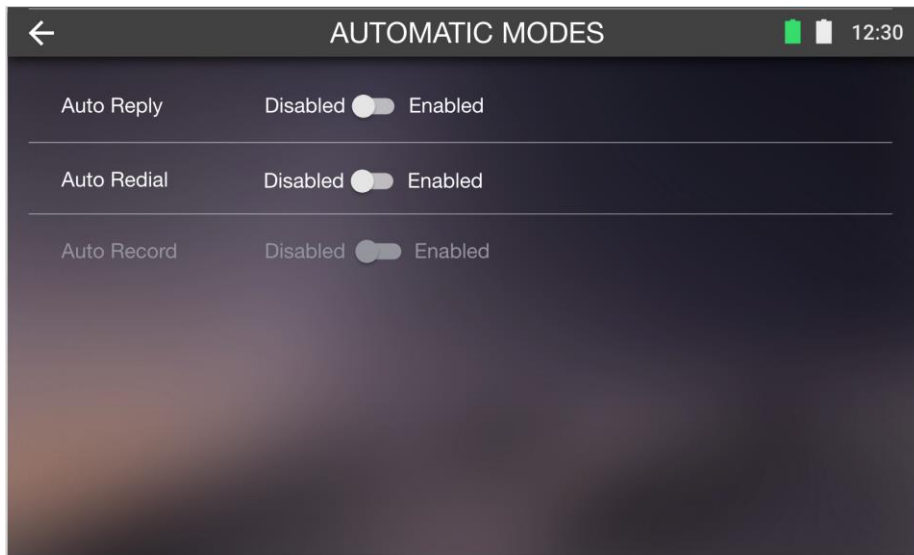 AUTOMATIC MODES 12:30
Auto Reply Disabled Enabled
Auto Redial Disabled Enabled
Auto Record Disabled Enabled